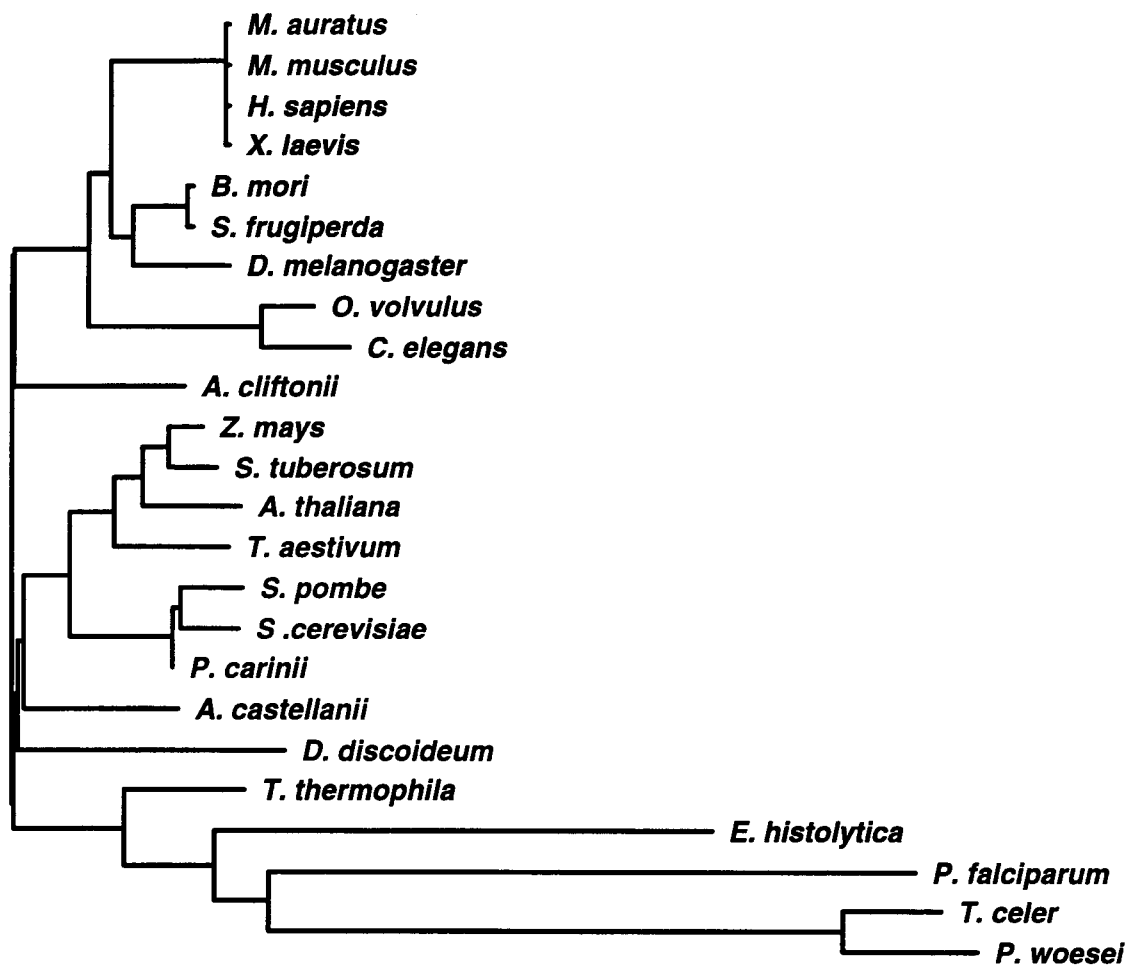 M. auratus
M. musculus
H. sapiens
X. laevis
B. mori
S. frugiperda
D. melanogaster
O. volvulus
C. elegans
A. cliftonii
Z. mays
S. tuberosum
A. thaliana
T. aestivum
S. pombe
S .cerevisiae
P. carinii
A. castellanii
D. discoideum
T. thermophila
E. histolytica
P. falciparum
T. celer
P. woesei